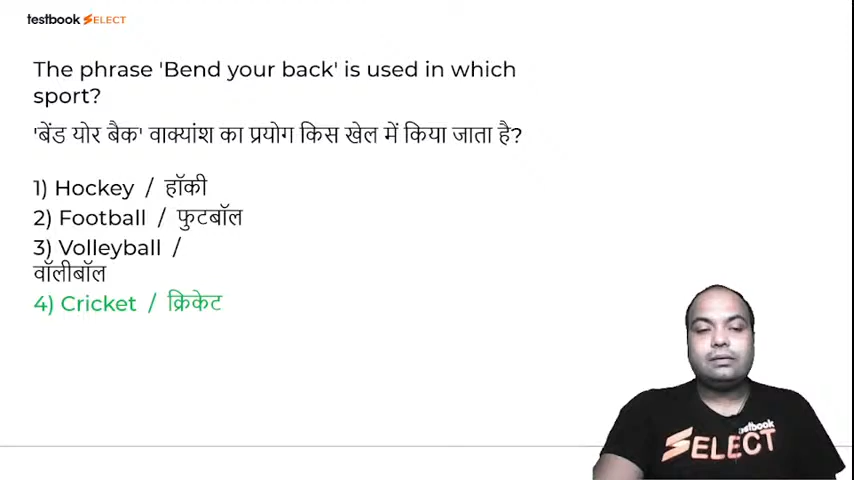 testbook SELECT
The phrase 'Bend your back' is used in which
sport?
'बेंड योर बैक' वाक्यांश का प्रयोग किस खेल में किया जाता है?
1) Hockey / हॉकी
2) Football / फुटबॉल
3) Volleyball /
वॉलीबॉल
4) Cricket / क्रिकेट
testbook
SELECT